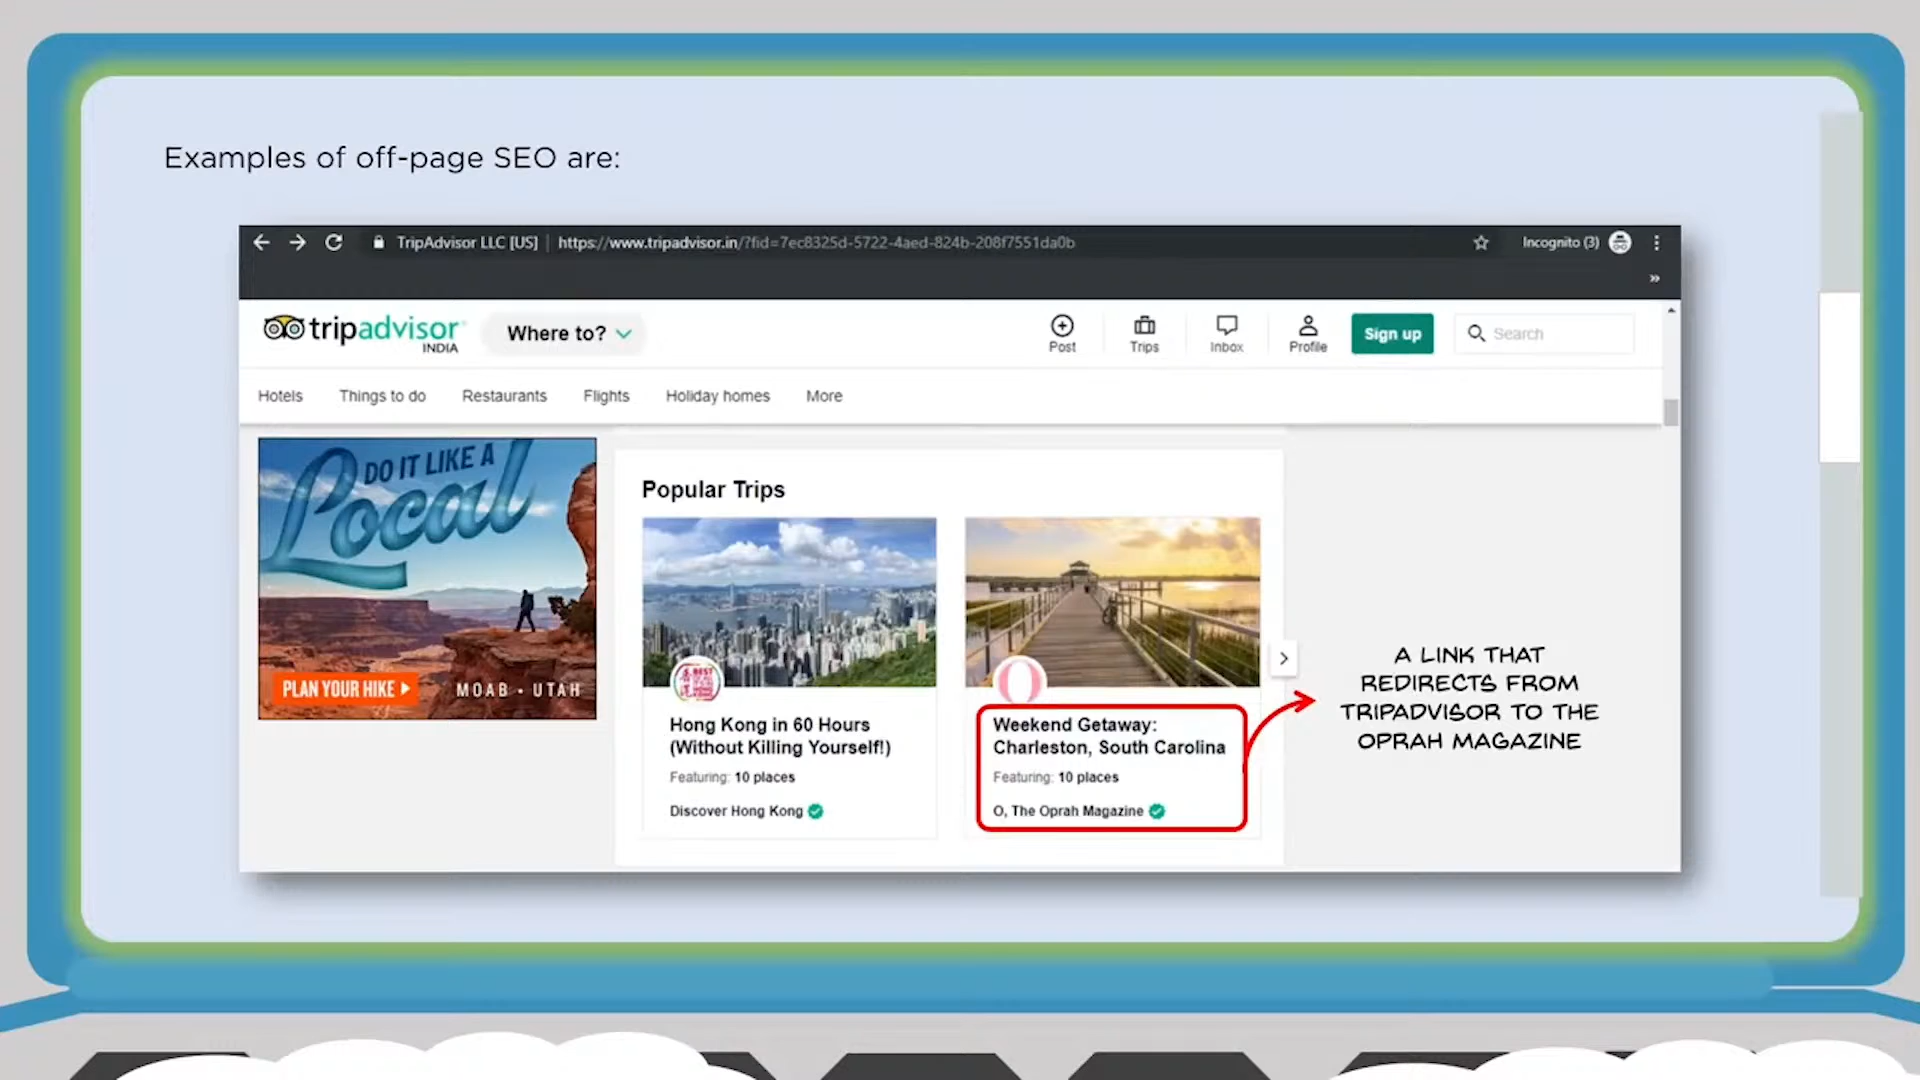 Examples of off-page SEO are:
TripAdvisor LLC [US] | https://www.tripadvisor.in/?fid=7ec8325d-5722-4aed-824b-208f7551da0b
Incognito (3)
tripadvisor
INDIA
Where to?
Post
Trips
Inbox
Profile
Sign up
Search
Hotels
Things to do
Restaurants
Flights
Holiday homes
More
DO IT LIKE A
Local
PLAN YOUR HIKE
MOAB • UTAH
Popular Trips
BEST
Hong Kong in 60 Hours
(Without Killing Yourself!)
Featuring: 10 places
Discover Hong Kong
Weekend Getaway:
Charleston, South Carolina
Featuring: 10 places
O, The Oprah Magazine
A LINK THAT
REDIRECTS FROM
TRIPADVISOR TO THE
OPRAH MAGAZINE